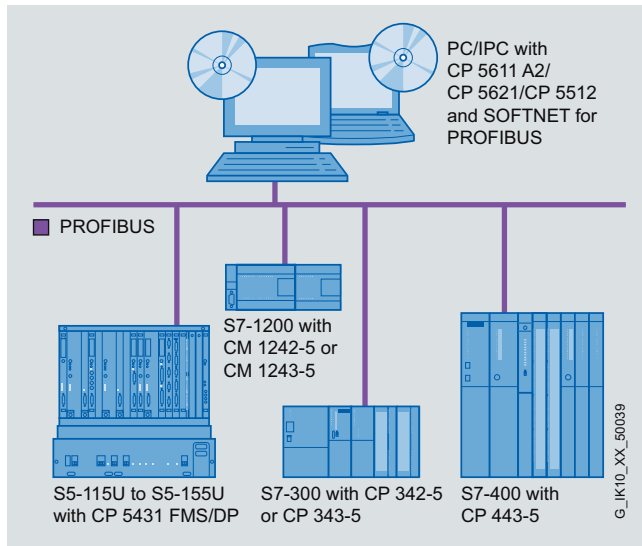 PC/IPC with
CP 5611 A2/
CP 5621/CP 5512
and SOFTNET for
PROFIBUS
PROFIBUS
S7-1200 with
CM 1242-5 or
CM 1243-5
S5-115U to S5-155U
with CP 5431 FMS/DP
S7-300 with CP 342-5
or CP 343-5
S7-400 with
CP 443-5
G_IK10_XX_50039